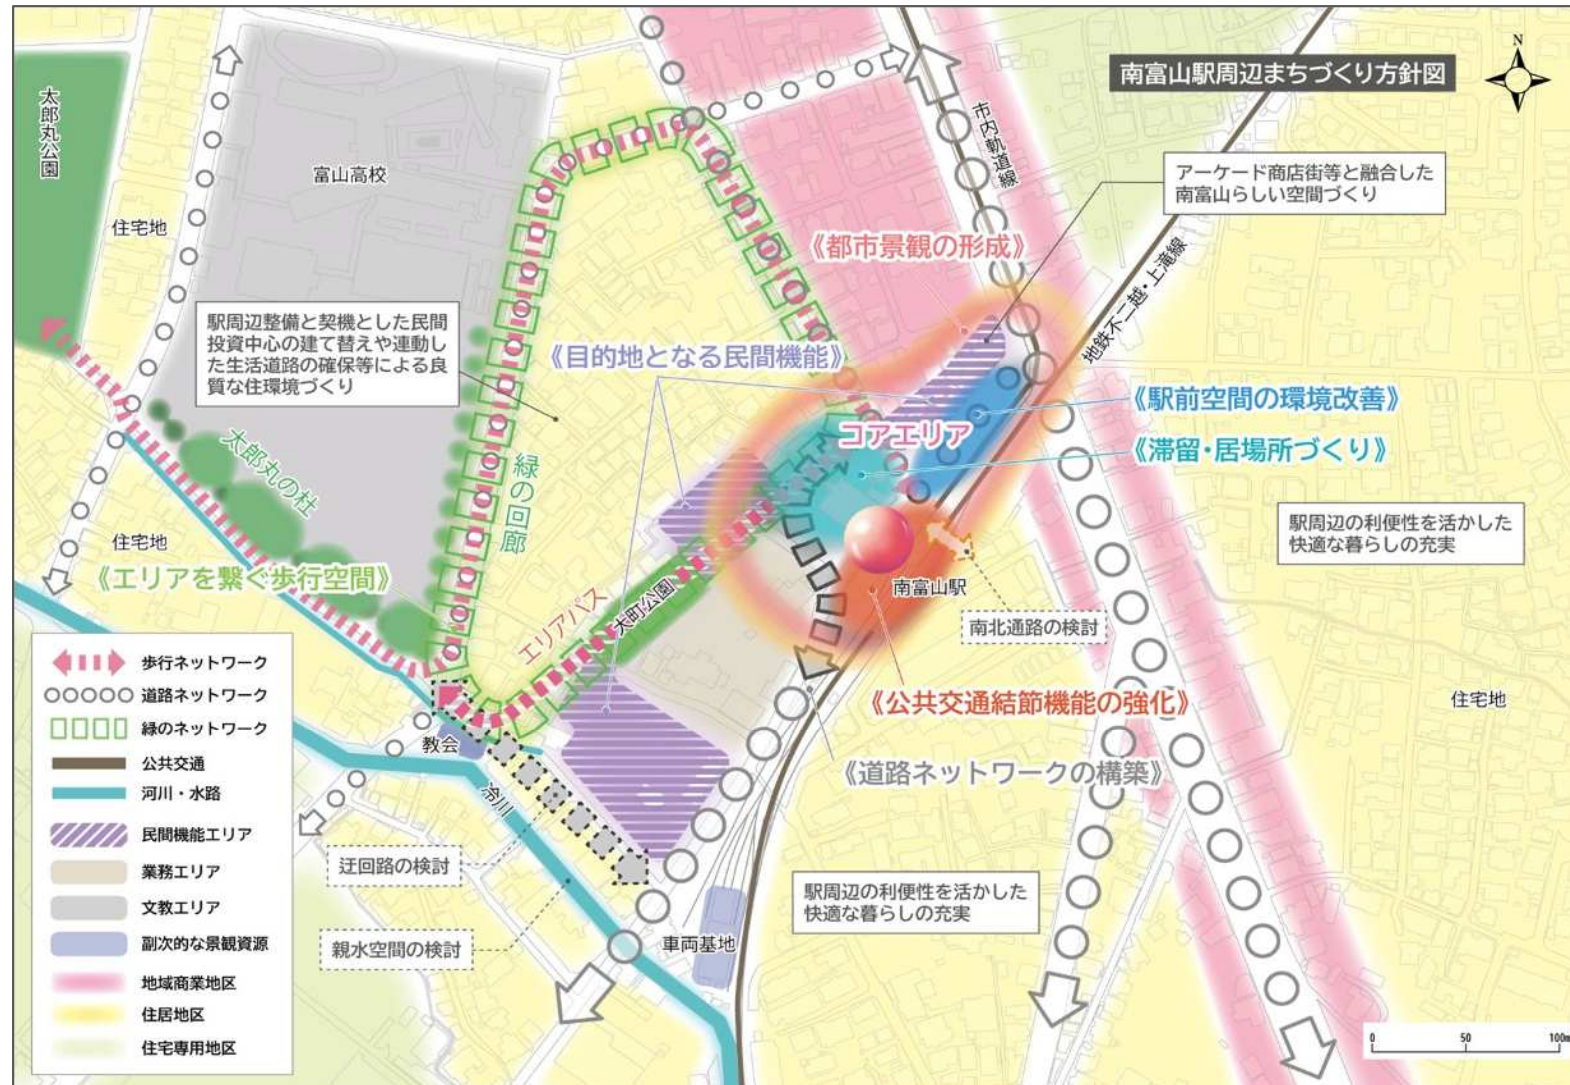 南富山駅周辺まちづくり方針図
N
太郎丸公園
富山高校
市内軌道線
アーケード商店街等と融合した
南富山らしい空間づくり
住宅地
《都市景観の形成》
地鉄不二越・上滝線
駅周辺整備と契機とした民間
投資中心の建て替えや連動し
た生活道路の確保等による良
質な住環境づくり
《目的地となる民間機能》
《駅前空間の環境改善》
コアエリア
《滞留・居場所づくり》
太郎丸の杜
緑の回廊
駅周辺の利便性を活かした
快適な暮らしの充実
住宅地
《エリアを繋ぐ歩行空間》
エリアパス
大町公園
南富山駅
南北通路の検討
《公共交通結節機能の強化》
住宅地
教会
《道路ネットワークの構築》
冷川
迂回路の検討
駅周辺の利便性を活かした
快適な暮らしの充実
親水空間の検討
車両基地
歩行ネットワーク
道路ネットワーク
緑のネットワーク
公共交通
河川・水路
民間機能エリア
業務エリア
文教エリア
副次的な景観資源
地域商業地区
住居地区
住宅専用地区
0 50 100m